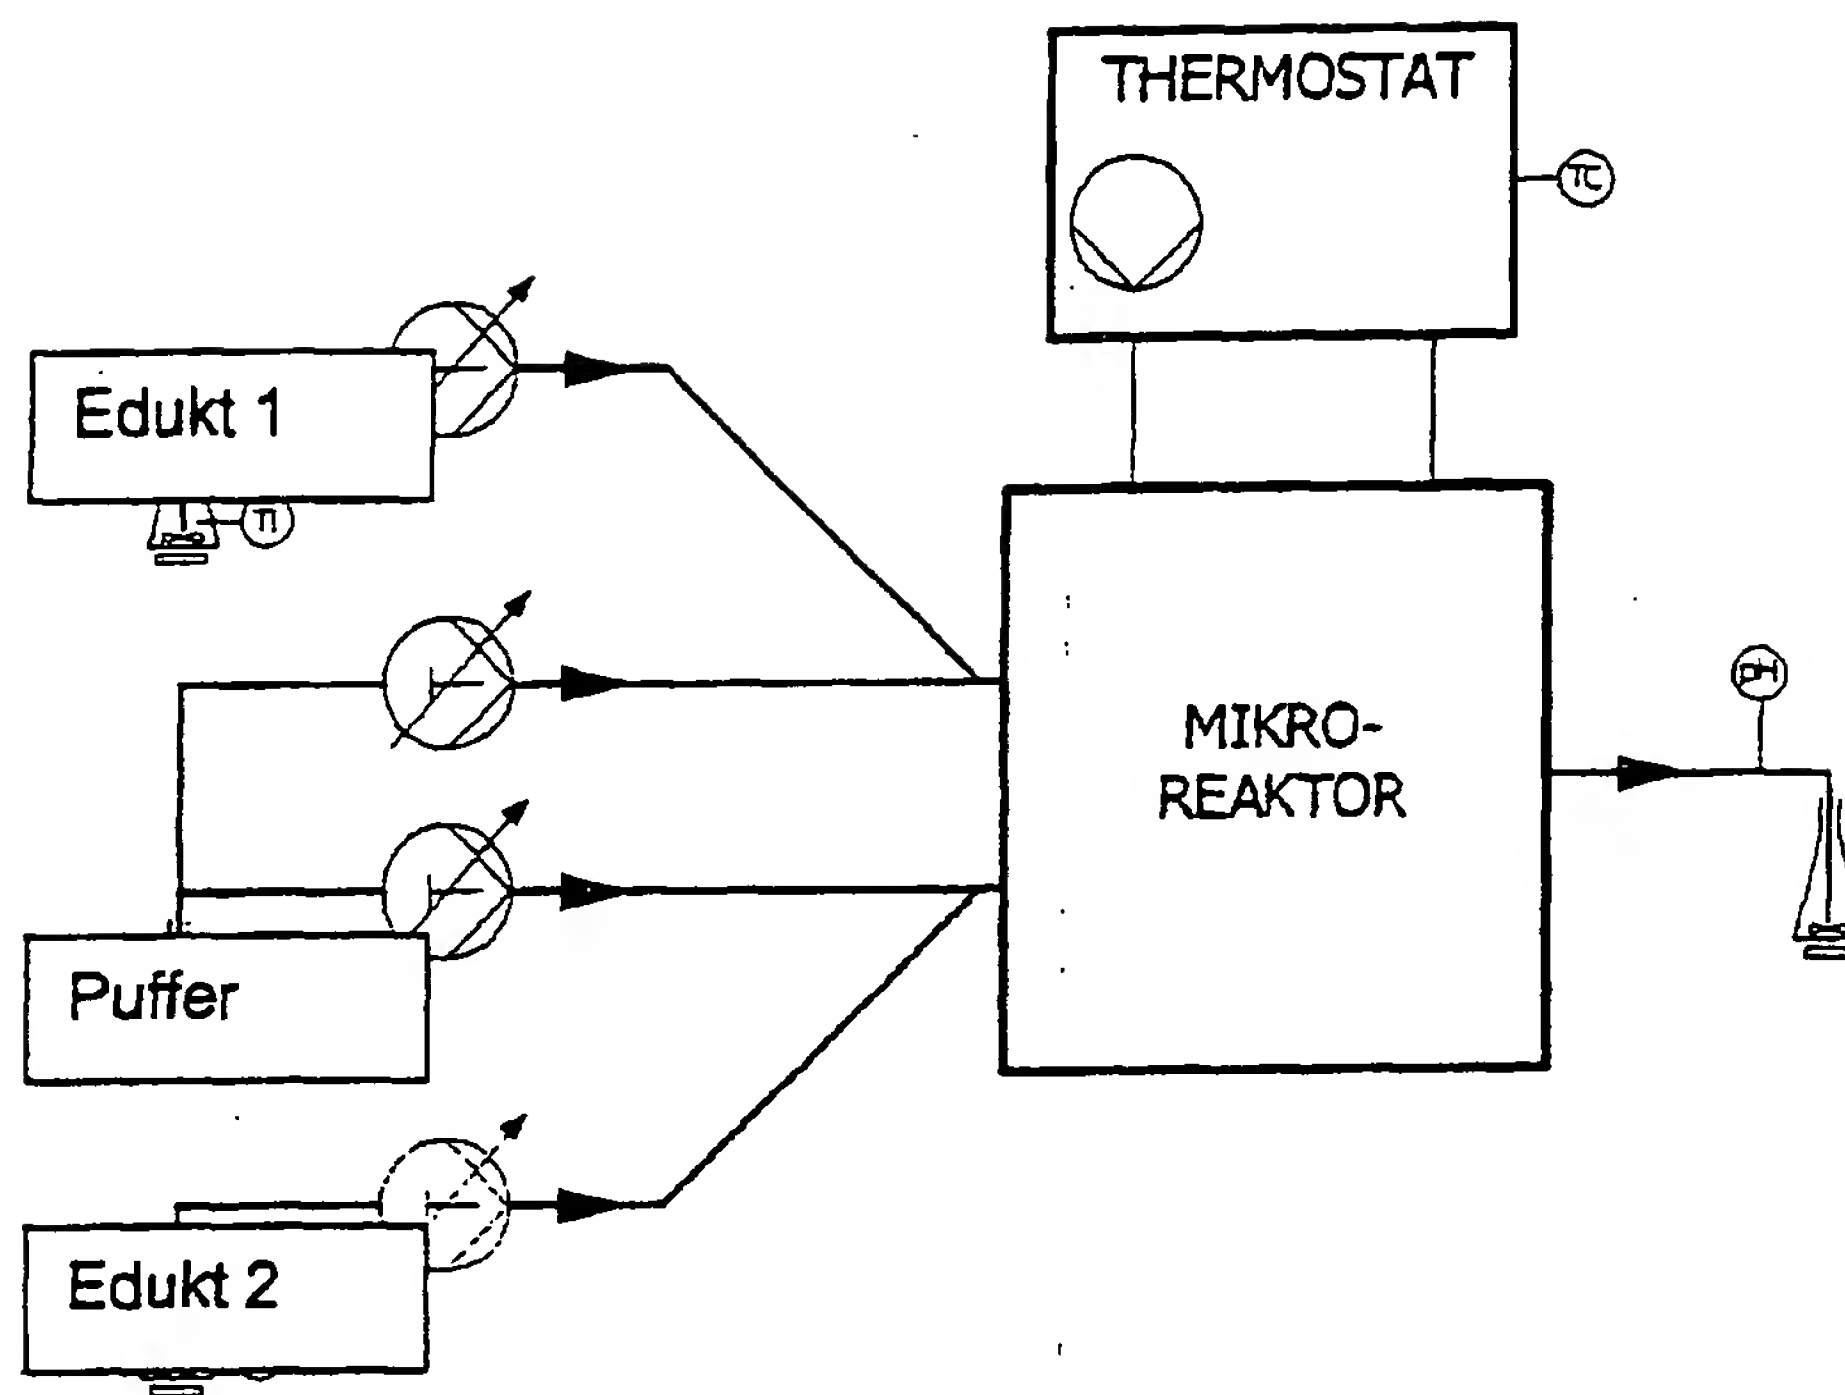 THERMOSTAT
TC
Edukt 1
TI
pH
MIKRO-
REAKTOR
Puffer
Edukt 2